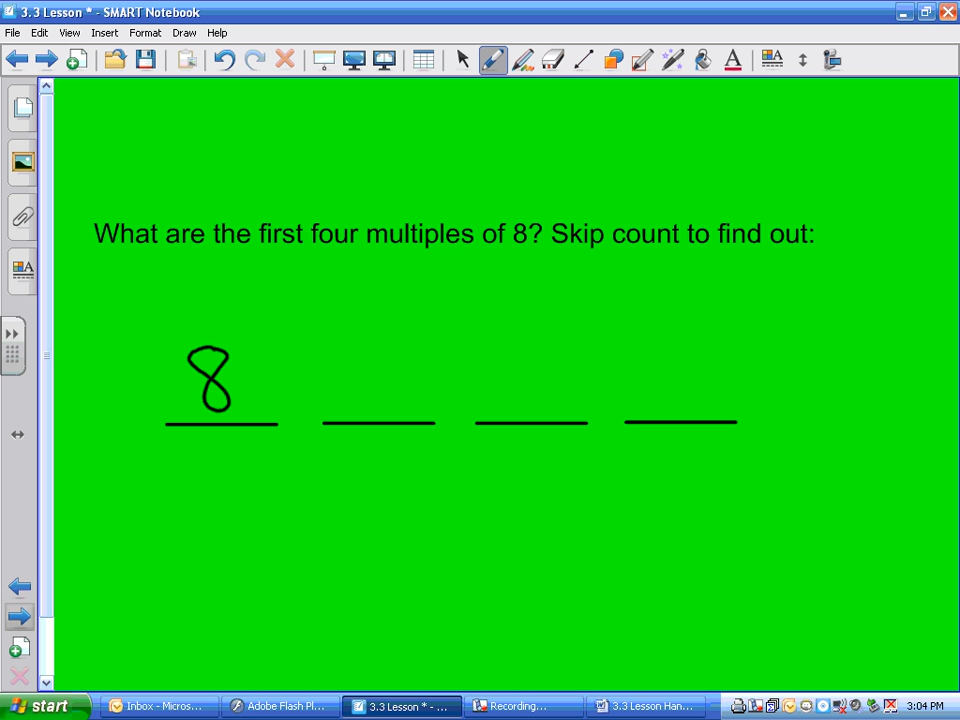 3.3 Lesson * - SMART Notebook
File Edit View Insert Format Draw Help
What are the first four multiples of 8? Skip count to find out:
8
start Inbox - Micros... Adobe Flash Pl... 3.3 Lesson * - ... Recording... 3.3 Lesson Han... 3:04 PM